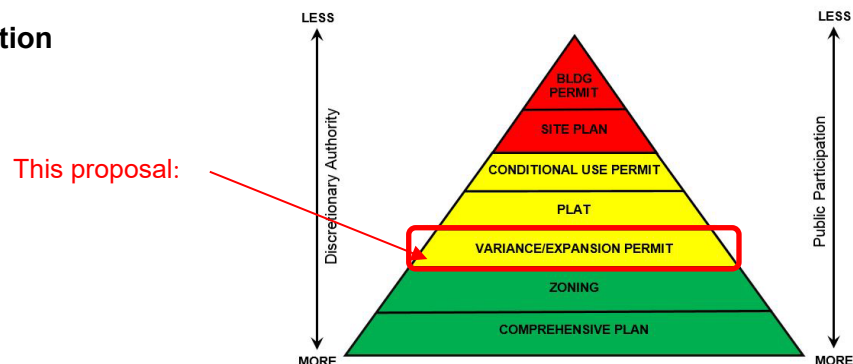 tion
This proposal:
LESS
Discretionary Authority
MORE
BLDG
PERMIT
SITE PLAN
CONDITIONAL USE PERMIT
PLAT
VARIANCE/EXPANSION PERMIT
ZONING
COMPREHENSIVE PLAN
LESS
Public Participation
MORE